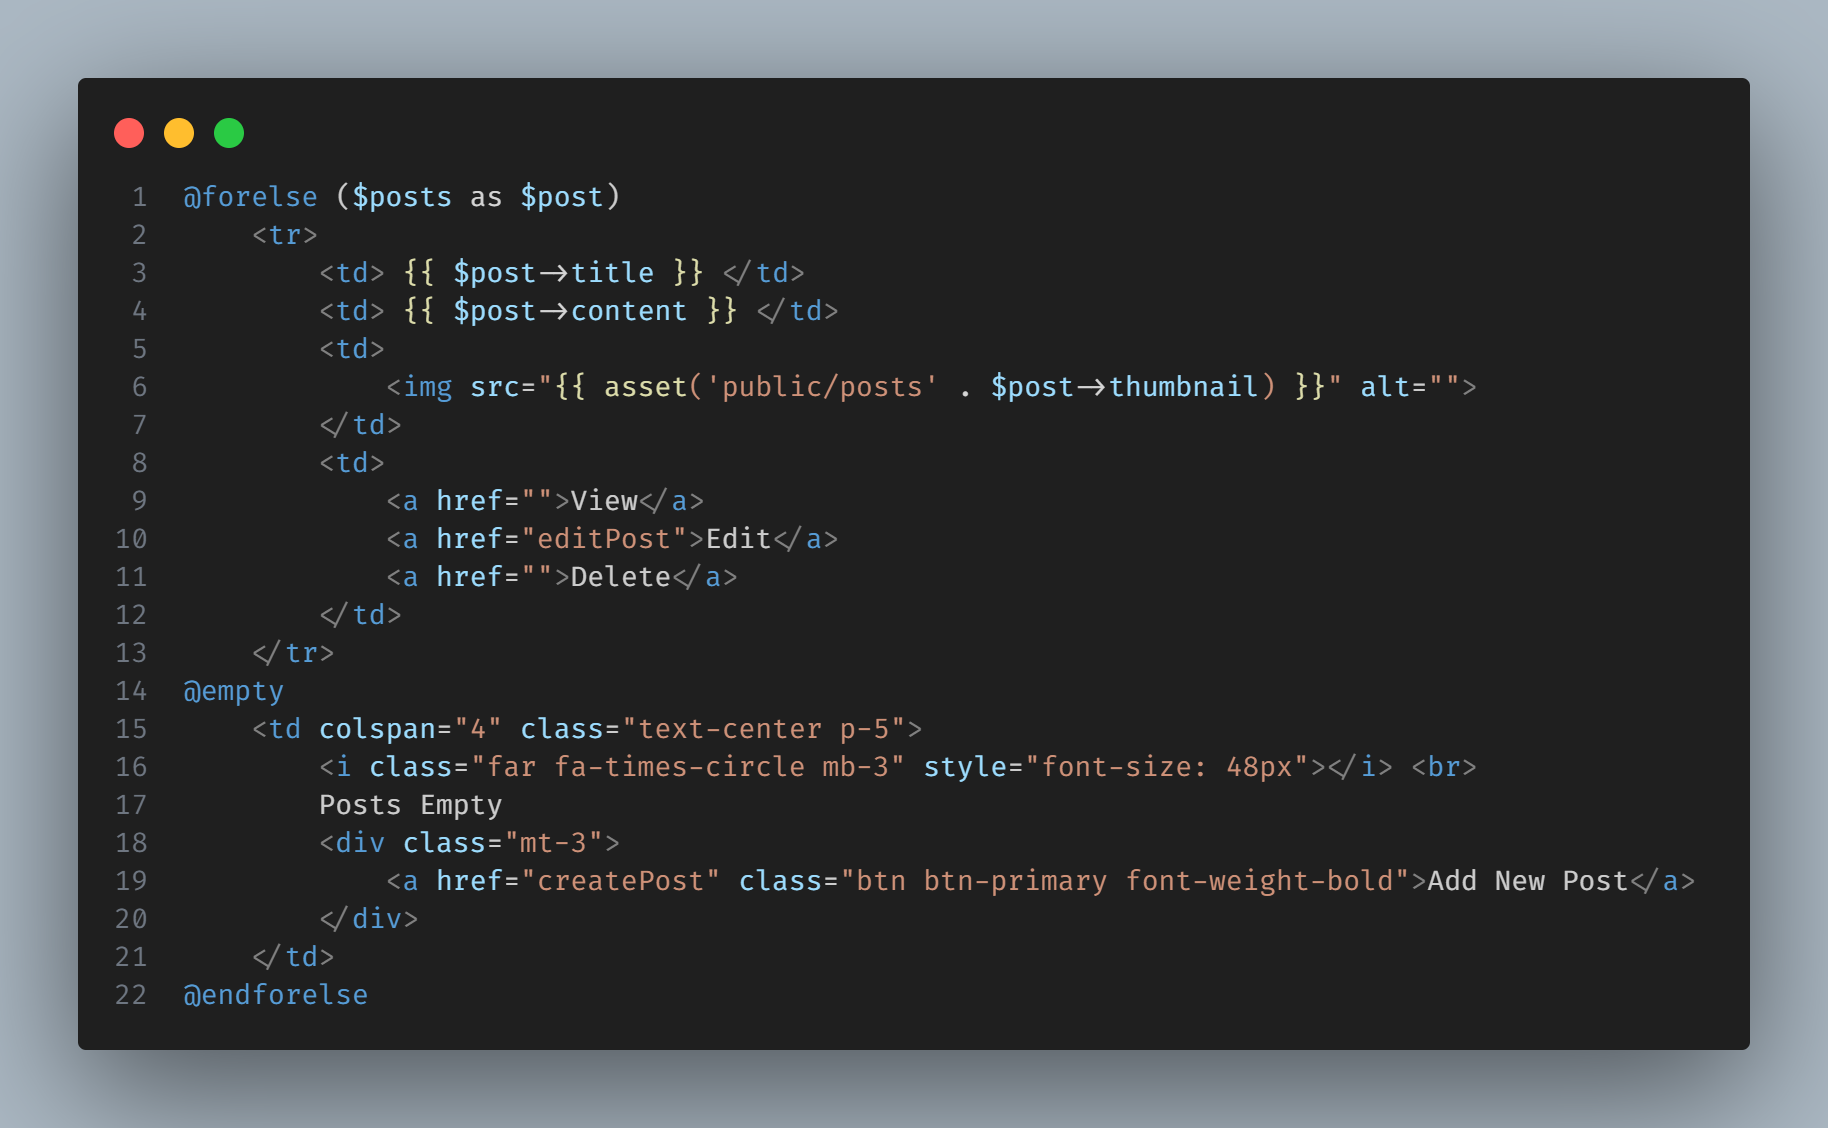 1 @forelse ($posts as $post)
2 <tr>
3 <td> {{ $post->title }} </td>
4 <td> {{ $post->content }} </td>
5 <td>
6 <img src="{{ asset('public/posts' . $post->thumbnail) }}" alt="">
7 </td>
8 <td>
9 <a href="">View</a>
10 <a href="editPost">Edit</a>
11 <a href="">Delete</a>
12 </td>
13 </tr>
14 @empty
15 <td colspan="4" class="text-center p-5">
16 <i class="far fa-times-circle mb-3" style="font-size: 48px"></i> <br>
17 Posts Empty
18 <div class="mt-3">
19 <a href="createPost" class="btn btn-primary font-weight-bold">Add New Post</a>
20 </div>
21 </td>
22 @endforelse